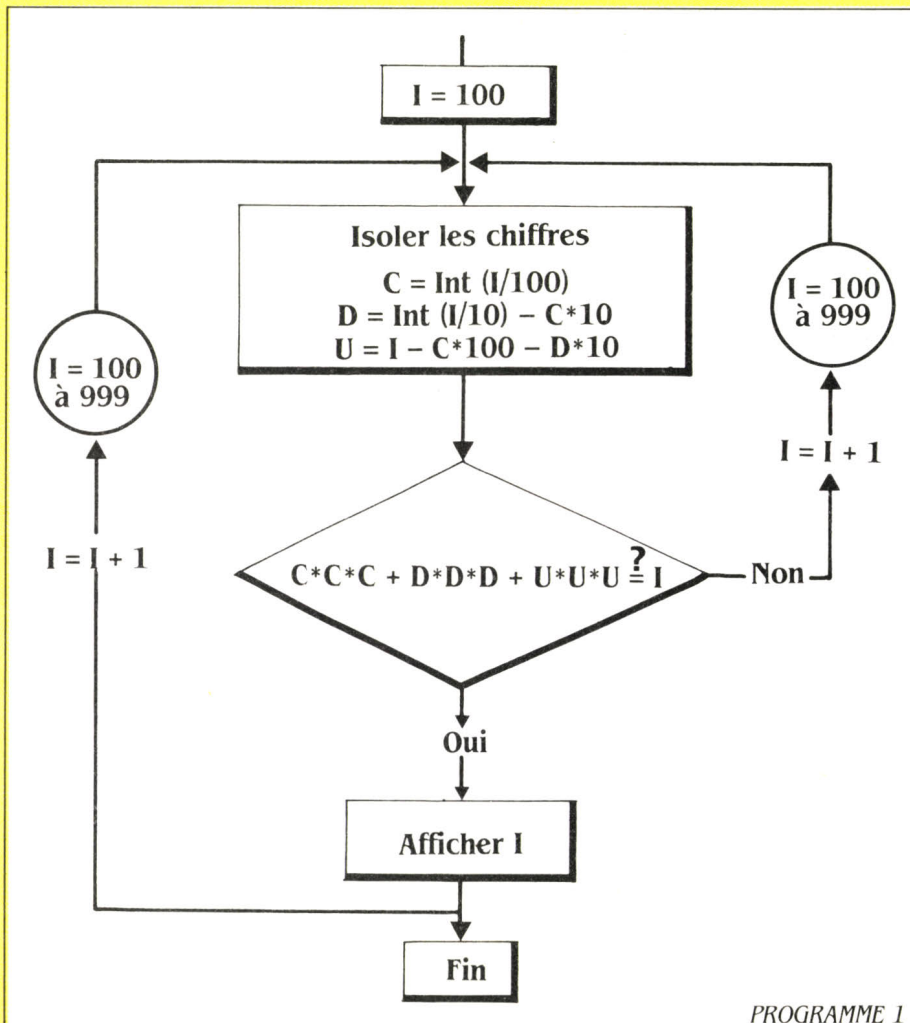 I = 100
Isoler les chiffres
C = Int (I/100)
D = Int (I/10) – C*10
U = I – C*100 – D*10
I = 100
à 999
I = 100
à 999
I = I + 1
I = I + 1
C*C*C + D*D*D + U*U*U ≟ I
Non
Oui
Afficher I
Fin
PROGRAMME 1